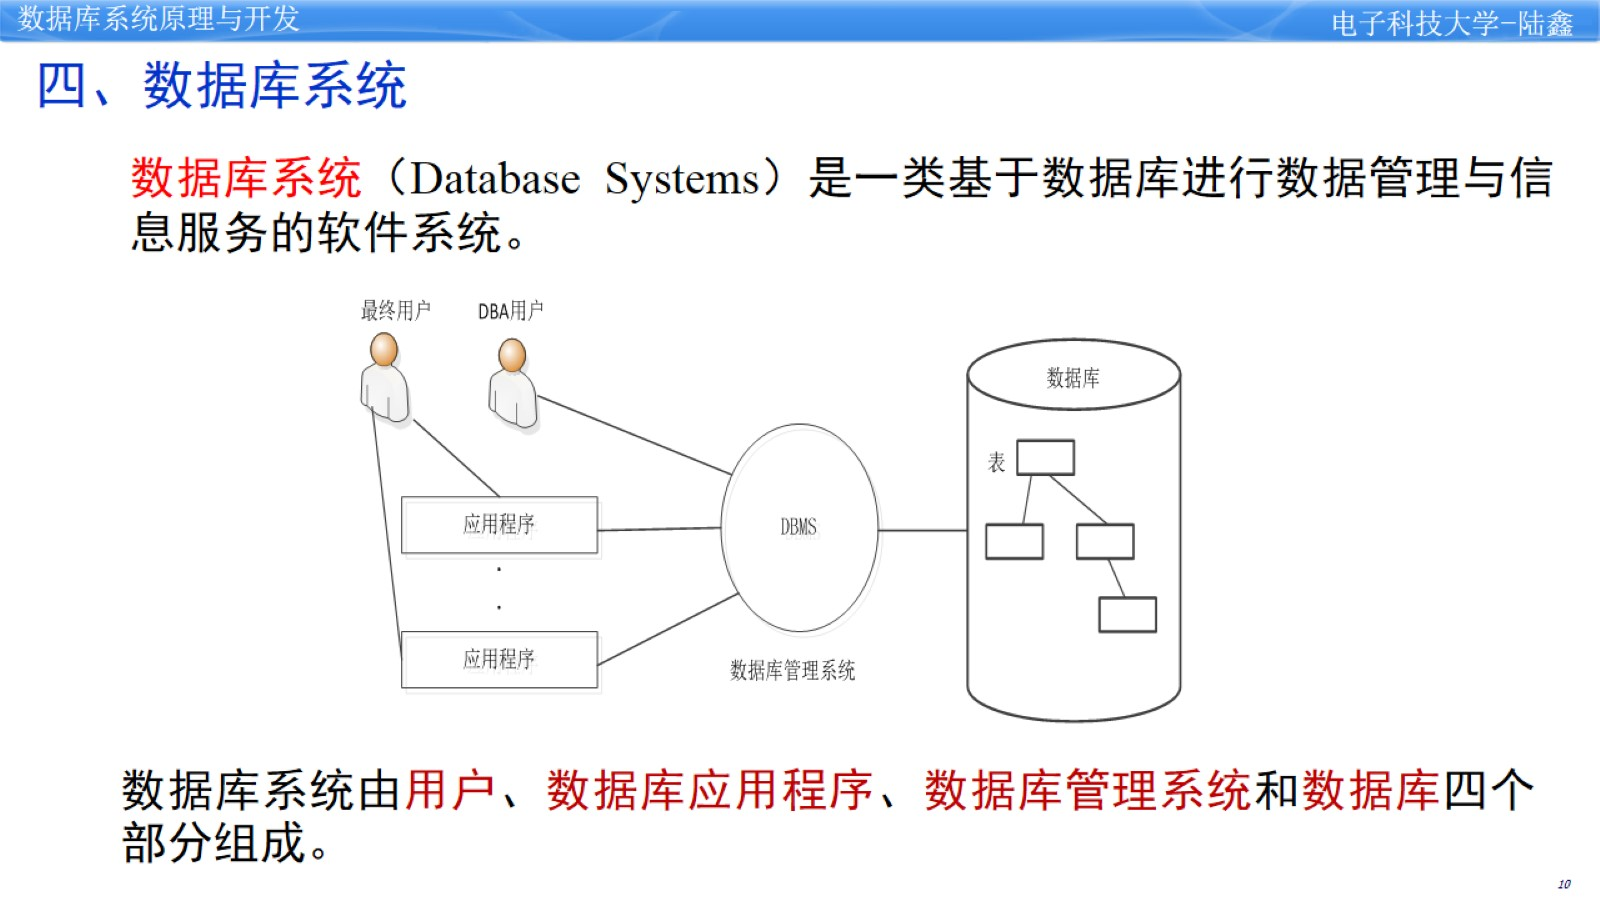 数据库系统原理与开发
电子科技大学-陆鑫
四、数据库系统
数据库系统（Database Systems）是一类基于数据库进行数据管理与信
息服务的软件系统。
最终用户
DBA用户
数据库
表
应用程序
DBMS
应用程序
数据库管理系统
数据库系统由用户、数据库应用程序、数据库管理系统和数据库四个
部分组成。
10